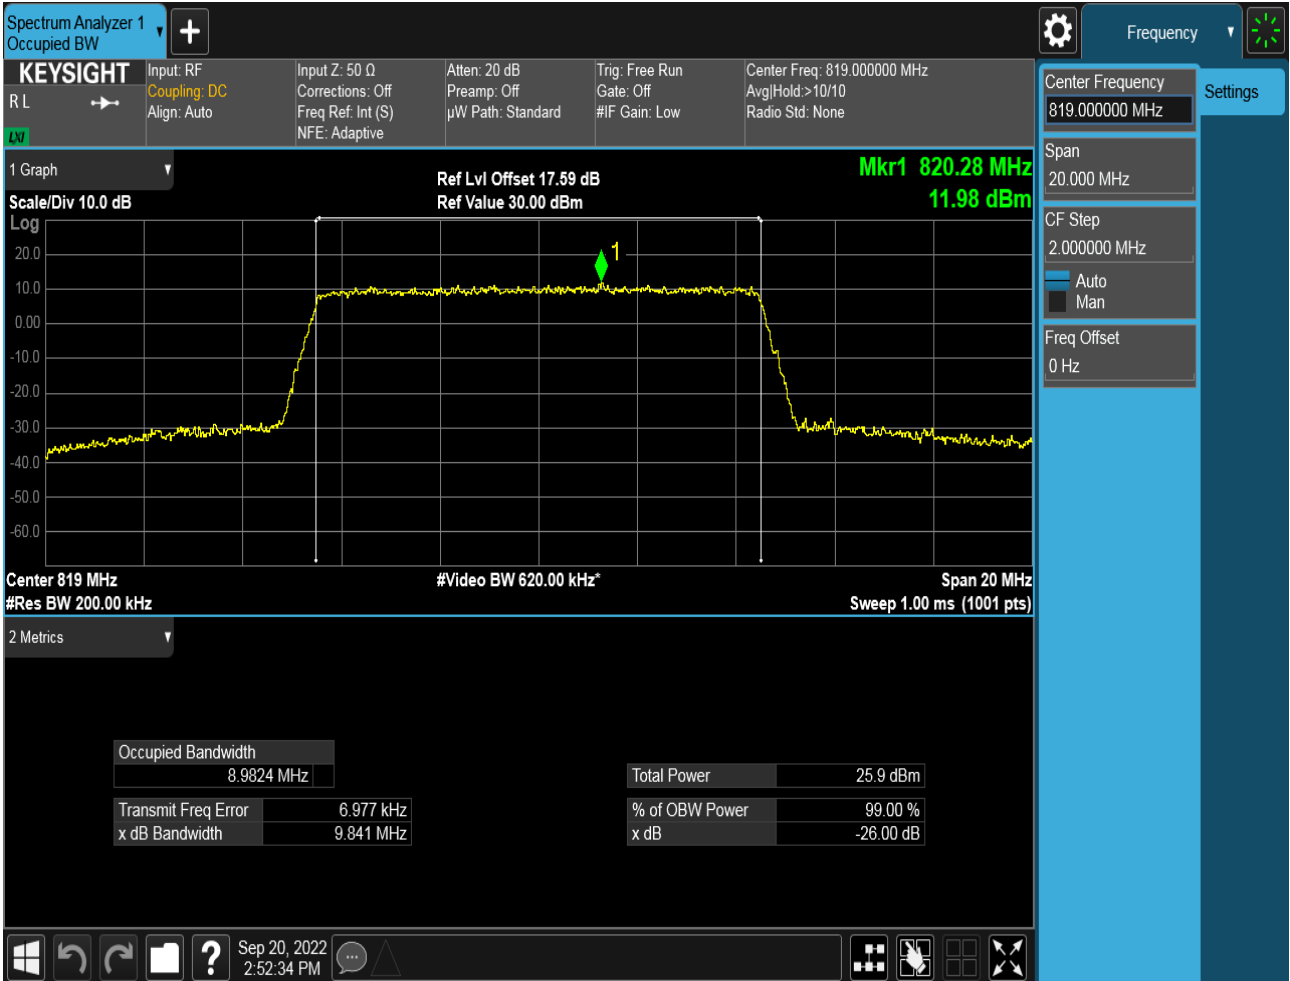 Spectrum Analyzer 1
Occupied BW
Frequency
KEYSIGHT
R L
LXI
Input: RF
Coupling: DC
Align: Auto
Input Z: 50 Ω
Corrections: Off
Freq Ref: Int (S)
NFE: Adaptive
Atten: 20 dB
Preamp: Off
µW Path: Standard
Trig: Free Run
Gate: Off
#IF Gain: Low
Center Freq: 819.000000 MHz
Avg|Hold:>10/10
Radio Std: None
Center Frequency
819.000000 MHz
Settings
Span
20.000 MHz
CF Step
2.000000 MHz
Auto
Man
Freq Offset
0 Hz
1 Graph
Scale/Div 10.0 dB
Ref Lvl Offset 17.59 dB
Ref Value 30.00 dBm
Mkr1 820.28 MHz
11.98 dBm
Log
20.0
10.0
0.00
-10.0
-20.0
-30.0
-40.0
-50.0
-60.0
1
Center 819 MHz
#Res BW 200.00 kHz
#Video BW 620.00 kHz*
Span 20 MHz
Sweep 1.00 ms (1001 pts)
2 Metrics
Occupied Bandwidth
8.9824 MHz
Transmit Freq Error 6.977 kHz
x dB Bandwidth 9.841 MHz
Total Power 25.9 dBm
% of OBW Power 99.00 %
x dB -26.00 dB
?
Sep 20, 2022
2:52:34 PM